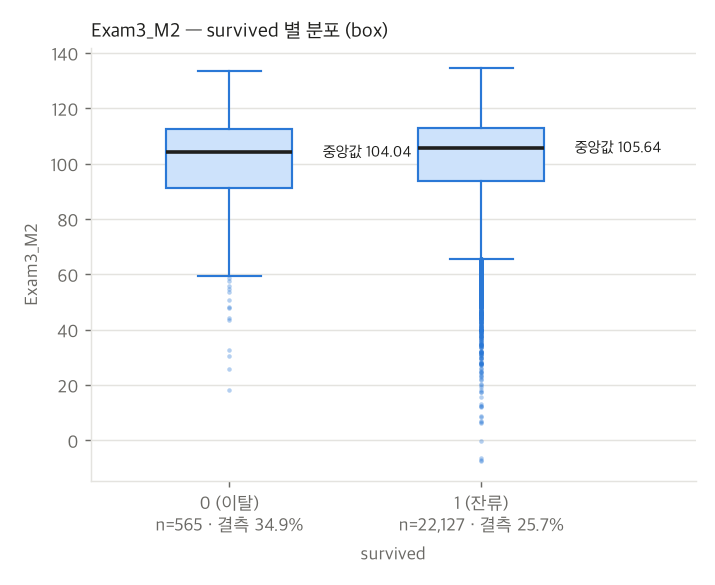 Exam3_M2 — survived 별 분포 (box)
140
120
100
80
60
40
20
0
Exam3_M2
중앙값 104.04
중앙값 105.64
0 (이탈)
n=565 · 결측 34.9%
1 (잔류)
n=22,127 · 결측 25.7%
survived